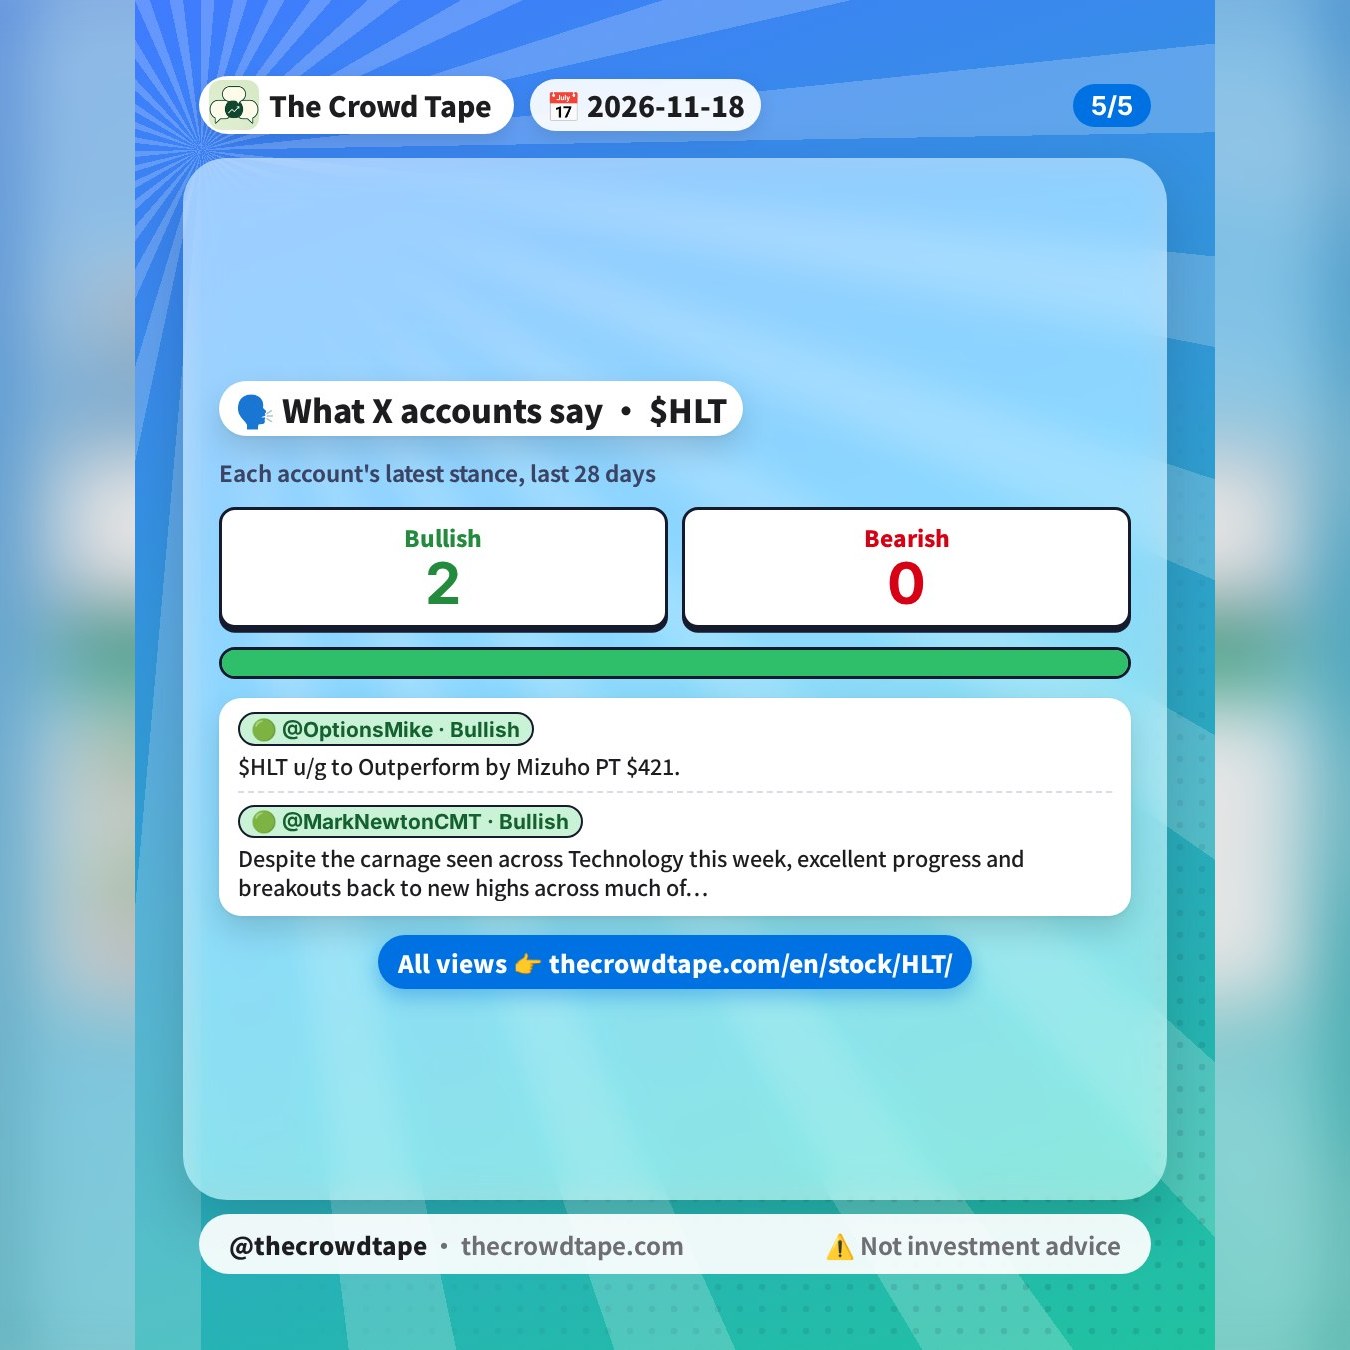 The Crowd Tape
📅 2026-11-18
5/5
🗣️ What X accounts say • $HLT
Each account's latest stance, last 28 days
Bullish
2
Bearish
0
🟢 @OptionsMike · Bullish
$HLT u/g to Outperform by Mizuho PT $421.
🟢 @MarkNewtonCMT · Bullish
Despite the carnage seen across Technology this week, excellent progress and
breakouts back to new highs across much of...
All views 👉 thecrowdtape.com/en/stock/HLT/
@thecrowdtape • thecrowdtape.com
⚠️ Not investment advice